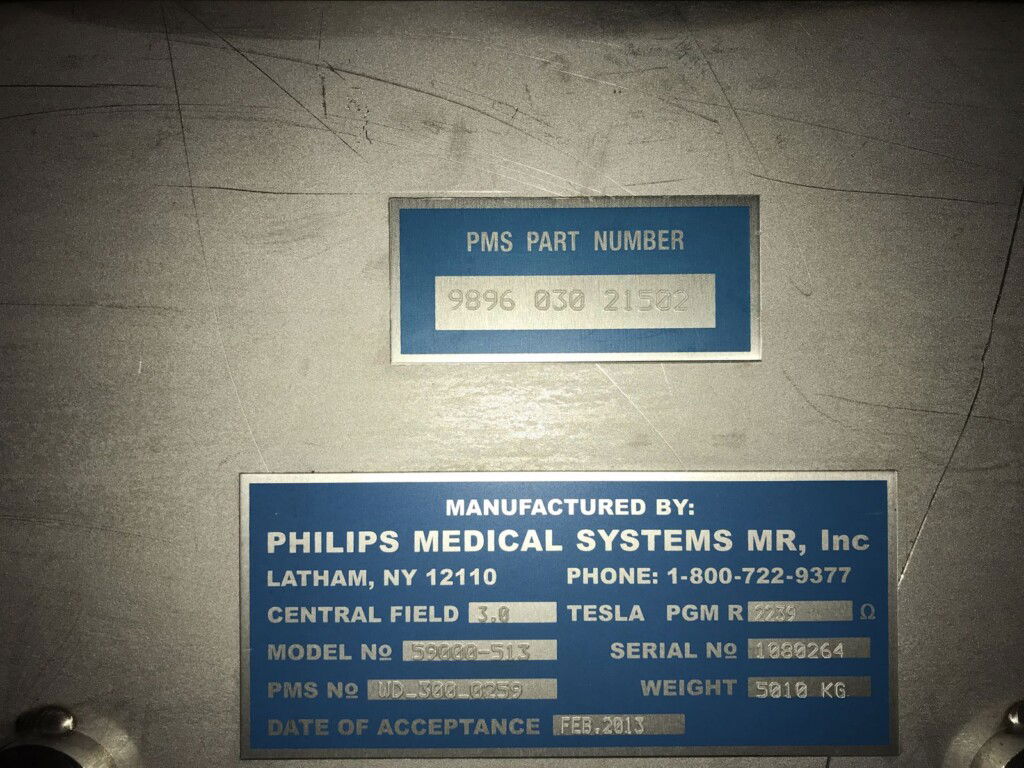 PMS PART NUMBER
9896 030 21502
MANUFACTURED BY:
PHILIPS MEDICAL SYSTEMS MR, Inc
LATHAM, NY 12110 PHONE: 1-800-722-9377
CENTRAL FIELD 3.0 TESLA PGM R 2239 Ω
MODEL Nº 59000-513 SERIAL Nº 1080264
PMS Nº WD_300_0259 WEIGHT 5010 KG
DATE OF ACCEPTANCE FEB,2013